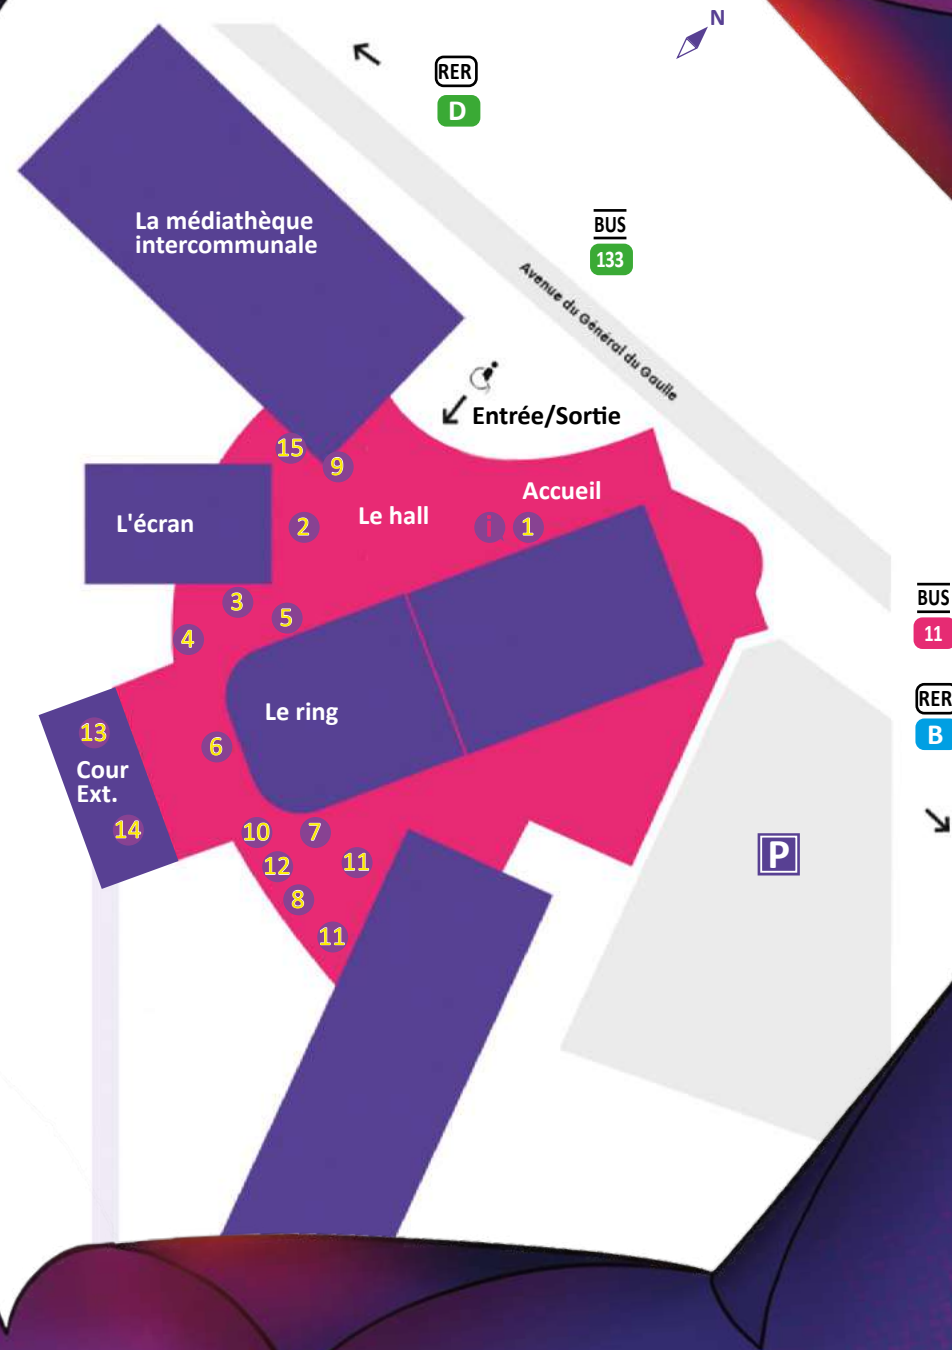 N
RER
D
BUS
133
Avenue du Général du Gaulle
La médiathèque
intercommunale
Entrée/Sortie
15
9
Accueil
L'écran
2
Le hall
i
1
3
5
4
BUS
11
RER
B
Le ring
13
6
Cour
Ext.
14
10
7
12
11
8
11
P